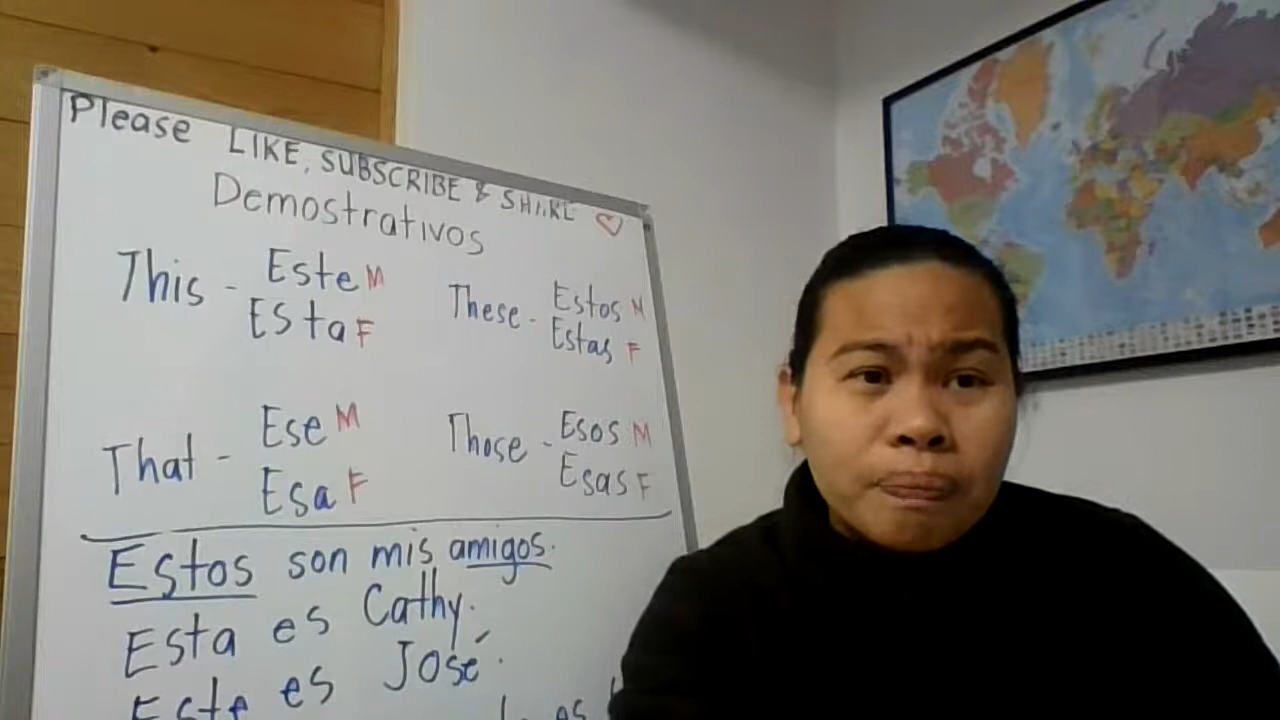 Please LIKE, SUBSCRIBE & SHARE
Demostrativos
This - Este M
Esta F
These - Estos M
Estas F
That - Ese M
Esa F
Those - Esos M
Esas F
Estos son mis amigos.
Esta es Cathy.
Este es José.